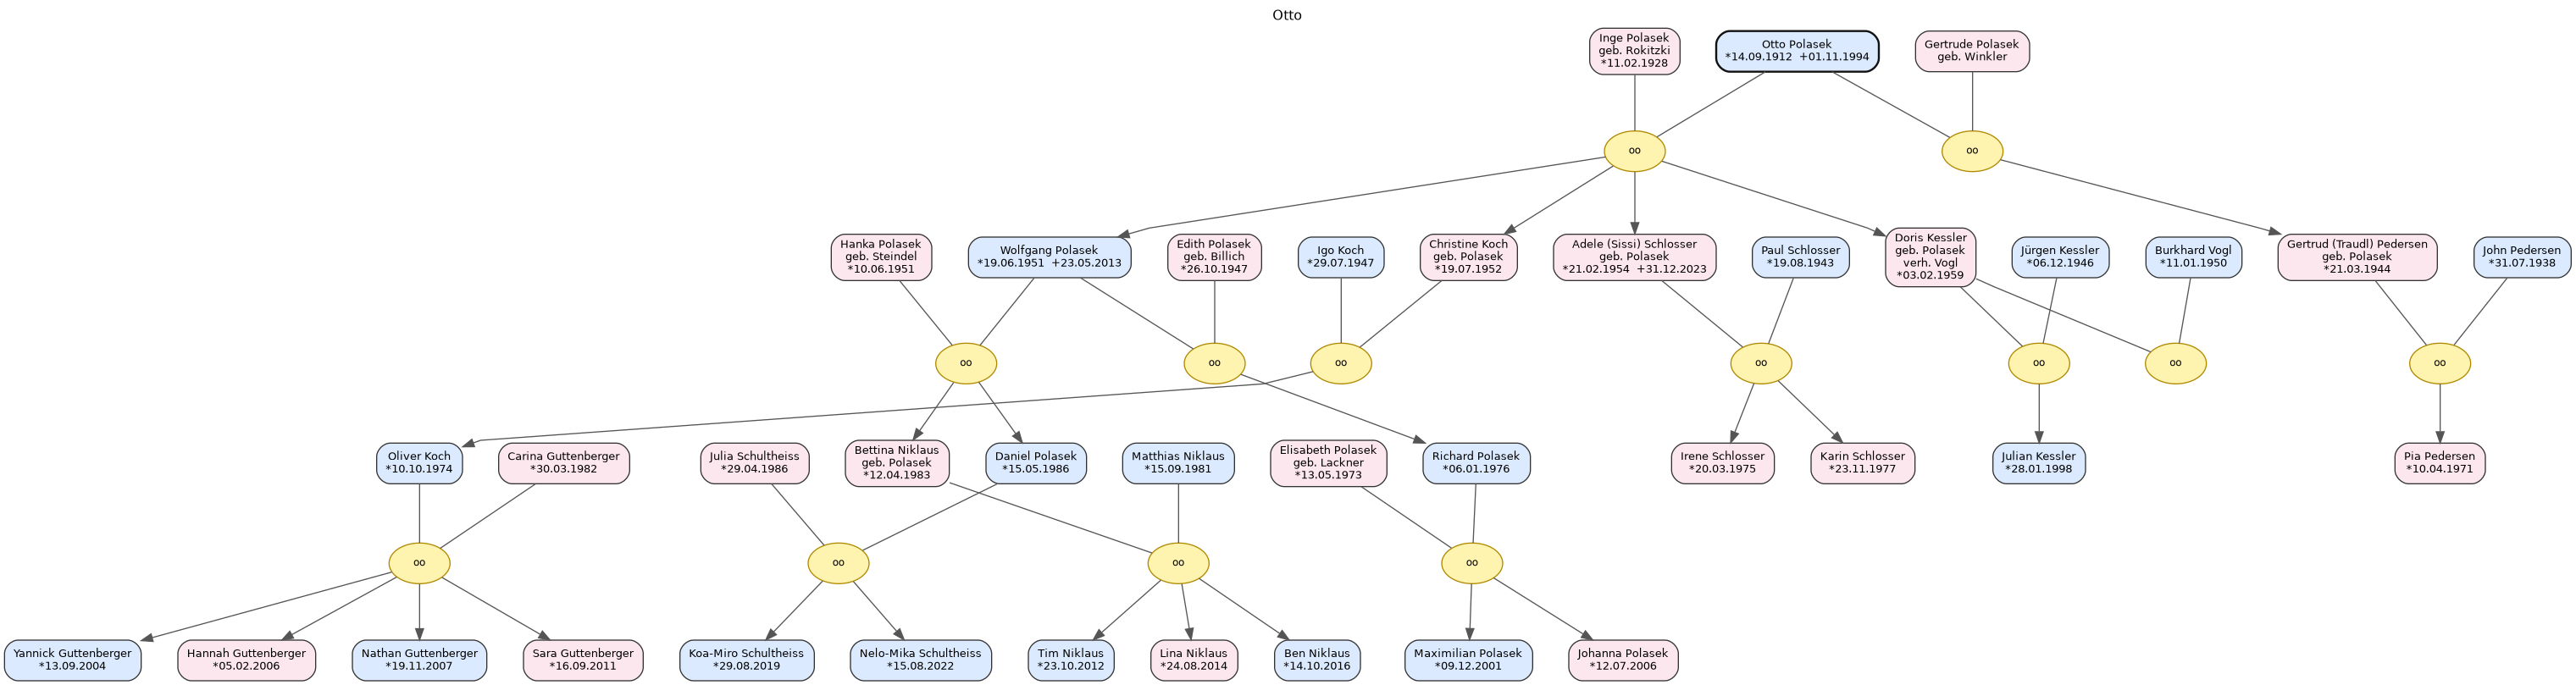 Otto
Inge Polasek
geb. Rokitzki
*11.02.1928
Otto Polasek
*14.09.1912  +01.11.1994
Gertrude Polasek
geb. Winkler
oo
oo
Hanka Polasek
geb. Steindel
*10.06.1951
Wolfgang Polasek
*19.06.1951  +23.05.2013
Edith Polasek
geb. Billich
*26.10.1947
Igo Koch
*29.07.1947
Christine Koch
geb. Polasek
*19.07.1952
Adele (Sissi) Schlosser
geb. Polasek
*21.02.1954  +31.12.2023
Paul Schlosser
*19.08.1943
Doris Kessler
geb. Polasek
verh. Vogl
*03.02.1959
Jürgen Kessler
*06.12.1946
Burkhard Vogl
*11.01.1950
Gertrud (Traudl) Pedersen
geb. Polasek
*21.03.1944
John Pedersen
*31.07.1938
oo
oo
oo
oo
oo
oo
oo
Oliver Koch
*10.10.1974
Carina Guttenberger
*30.03.1982
Julia Schultheiss
*29.04.1986
Bettina Niklaus
geb. Polasek
*12.04.1983
Daniel Polasek
*15.05.1986
Matthias Niklaus
*15.09.1981
Elisabeth Polasek
geb. Lackner
*13.05.1973
Richard Polasek
*06.01.1976
Irene Schlosser
*20.03.1975
Karin Schlosser
*23.11.1977
Julian Kessler
*28.01.1998
Pia Pedersen
*10.04.1971
oo
oo
oo
oo
Yannick Guttenberger
*13.09.2004
Hannah Guttenberger
*05.02.2006
Nathan Guttenberger
*19.11.2007
Sara Guttenberger
*16.09.2011
Koa-Miro Schultheiss
*29.08.2019
Nelo-Mika Schultheiss
*15.08.2022
Tim Niklaus
*23.10.2012
Lina Niklaus
*24.08.2014
Ben Niklaus
*14.10.2016
Maximilian Polasek
*09.12.2001
Johanna Polasek
*12.07.2006